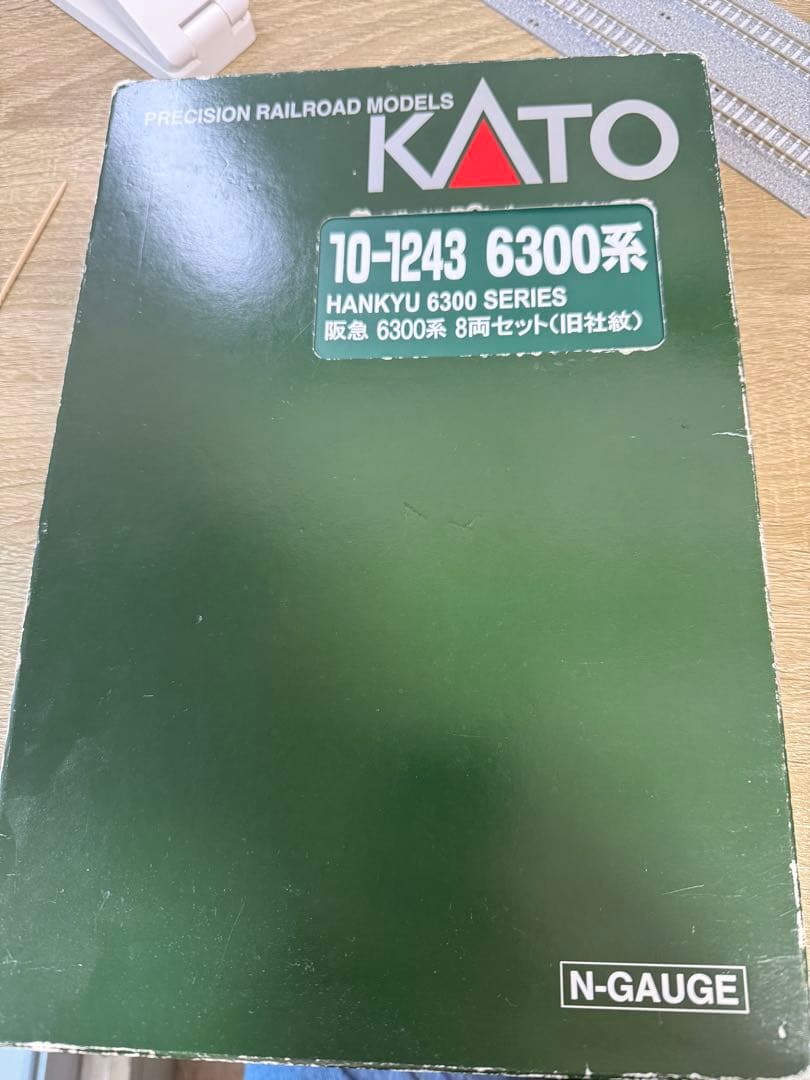 PRECISION RAILROAD MODELS
KATO
10-1243 6300系
HANKYU 6300 SERIES
阪急 6300系 8両セット(旧社紋)
N-GAUGE